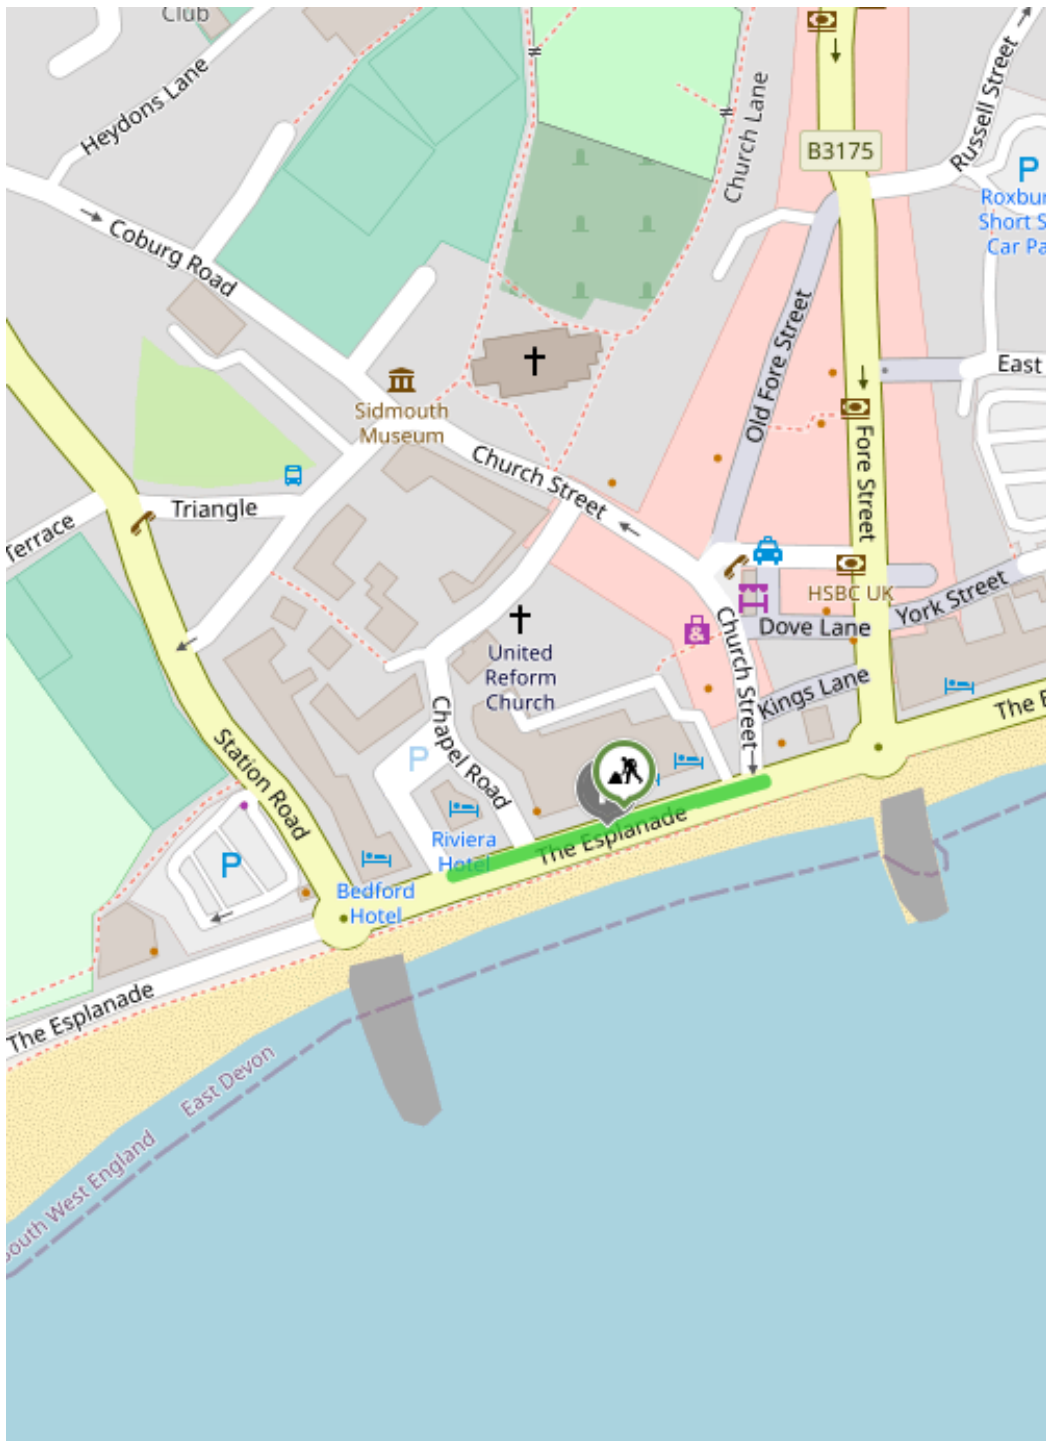 Club
Heydons Lane
Church Lane
Russell Street
B3175
P
Roxbur
Short S
Car Pa
Coburg Road
Old Fore Street
East
Sidmouth
Museum
Fore Street
Church Street
Triangle
Terrace
HSBC UK
York Street
Dove Lane
&
United
Reform
Church
Church Street
Kings Lane
The E
Station Road
Chapel Road
P
The Esplanade
Riviera
Hotel
P
Bedford
Hotel
The Esplanade
East Devon
South West England